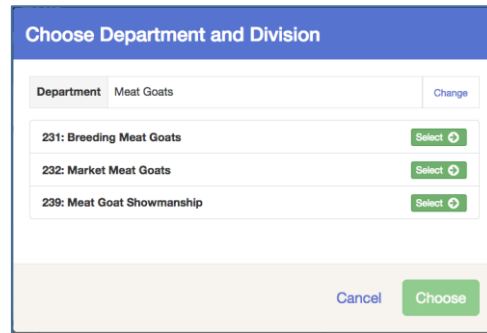 Choose Department and Division
Department Meat Goats Change
231: Breeding Meat Goats Select
232: Market Meat Goats Select
239: Meat Goat Showmanship Select
Cancel Choose